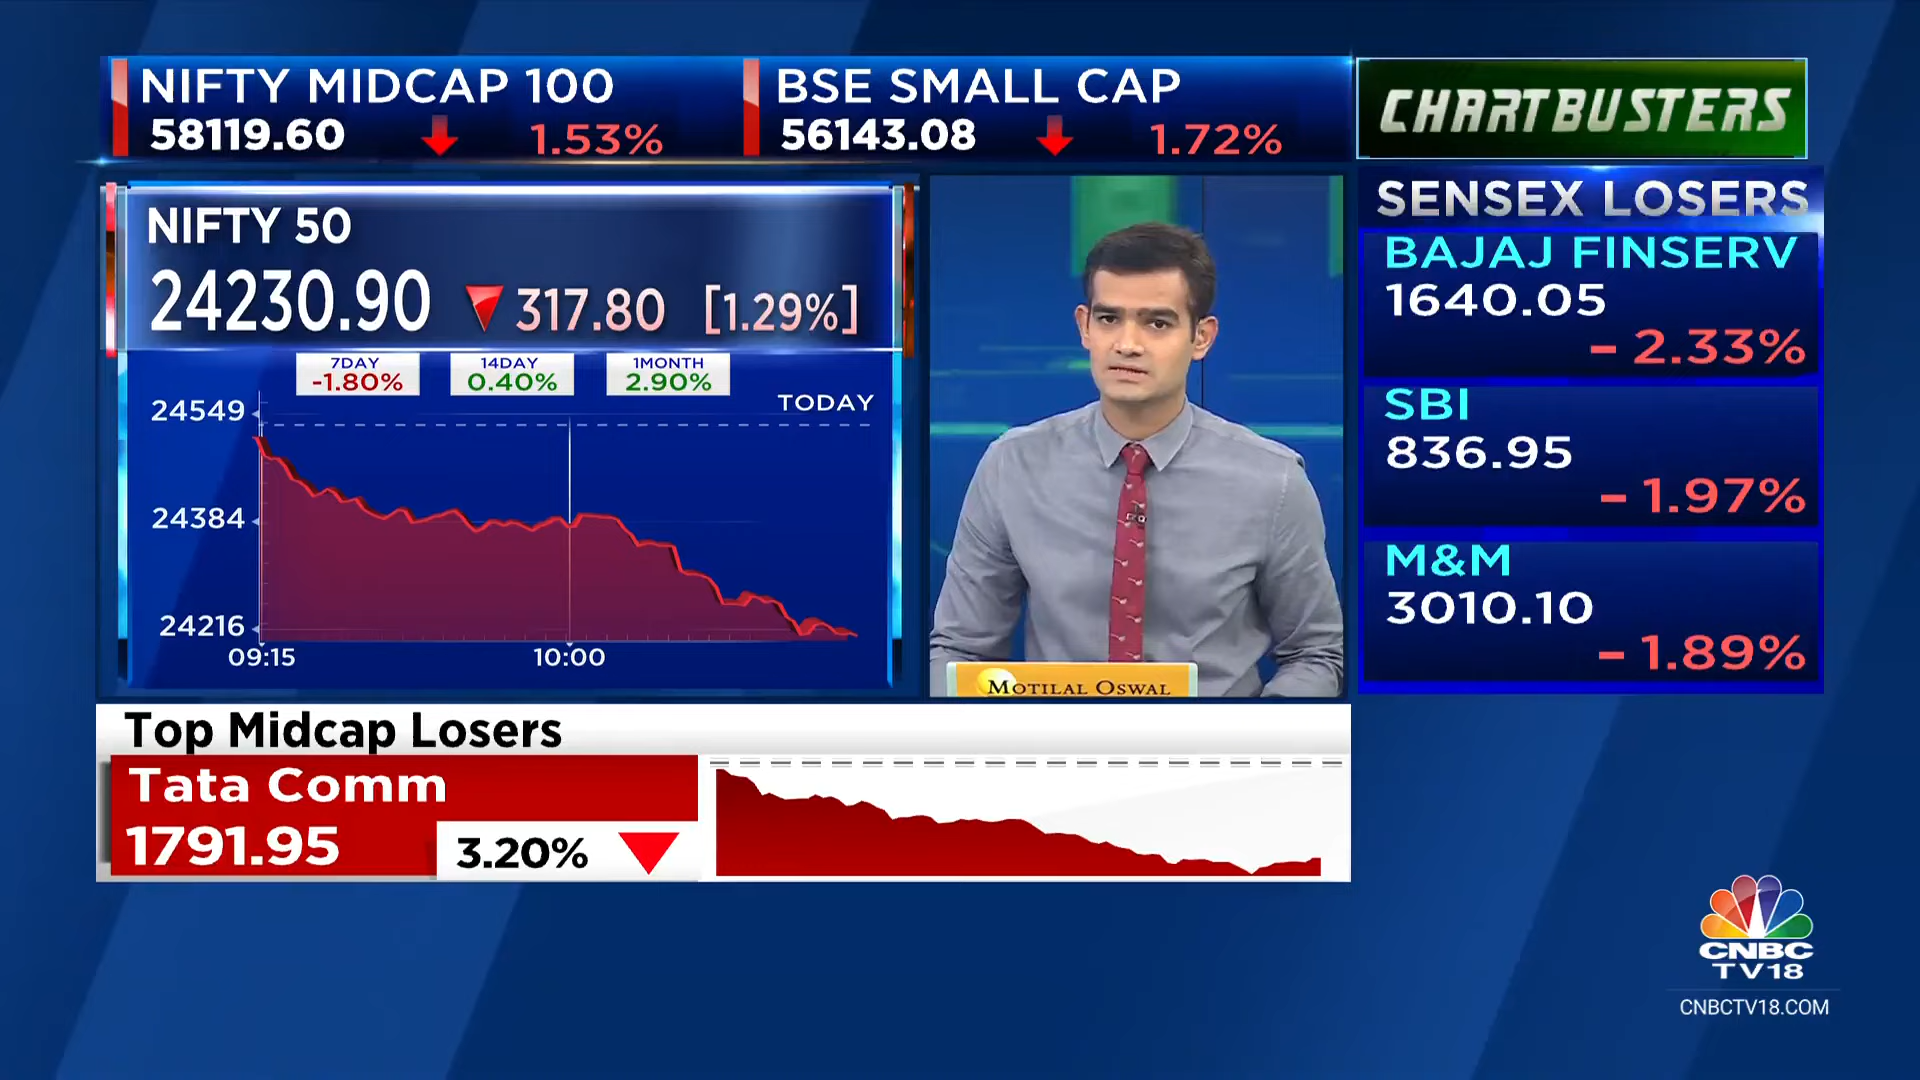 NIFTY MIDCAP 100
58119.60 1.53%
BSE SMALL CAP
56143.08 1.72%
CHARTBUSTERS
NIFTY 50
24230.90 317.80 [1.29%]
7DAY
-1.80%
14DAY
0.40%
1MONTH
2.90%
TODAY
24549
24384
24216
09:15 10:00
MOTILAL OSWAL
SENSEX LOSERS
BAJAJ FINSERV
1640.05
- 2.33%
SBI
836.95
- 1.97%
M&M
3010.10
- 1.89%
Top Midcap Losers
Tata Comm
1791.95
3.20%
CNBC
TV18
CNBCTV18.COM